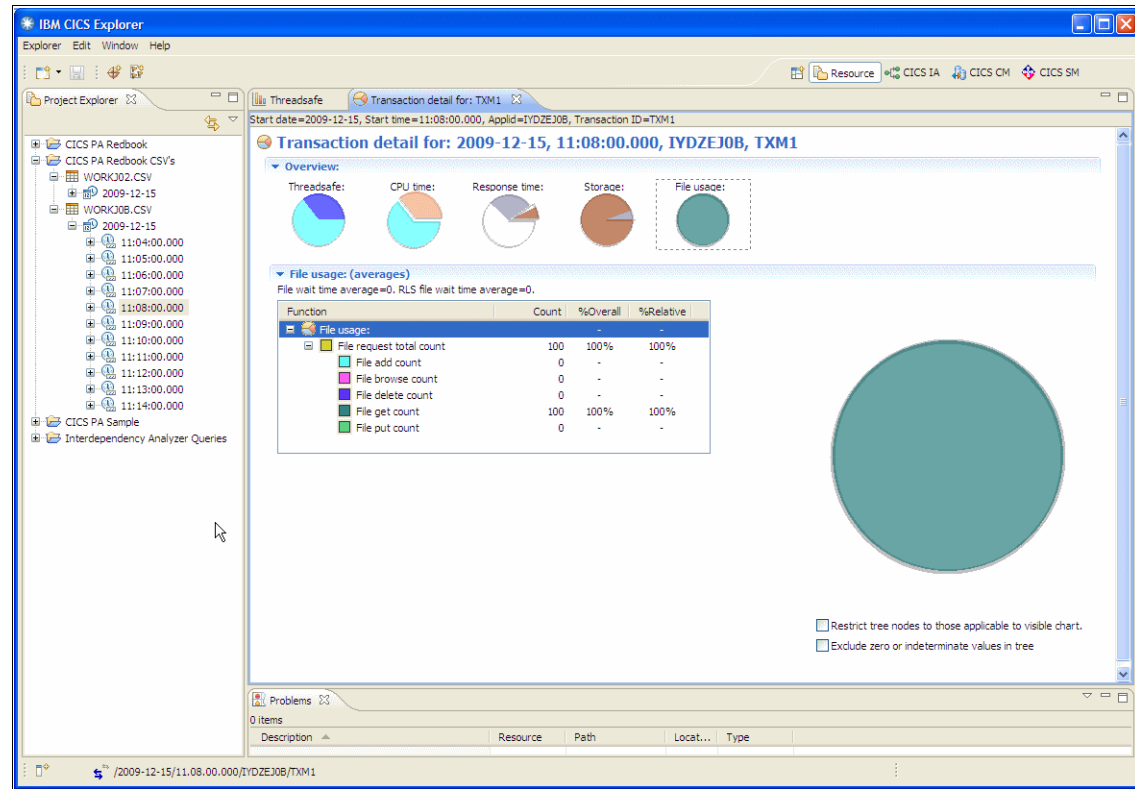 IBM CICS Explorer
Explorer Edit Window Help
Resource CICS IA CICS CM CICS SM
Project Explorer
CICS PA Redbook
CICS PA Redbook CSV's
WORKJ02.CSV
2009-12-15
WORKJ0B.CSV
2009-12-15
11:04:00.000
11:05:00.000
11:06:00.000
11:07:00.000
11:08:00.000
11:09:00.000
11:10:00.000
11:11:00.000
11:12:00.000
11:13:00.000
11:14:00.000
CICS PA Sample
Interdependency Analyzer Queries
Threadsafe Transaction detail for: TXM1
Start date=2009-12-15, Start time=11:08:00.000, Applid=IYDZEJ0B, Transaction ID=TXM1
Transaction detail for: 2009-12-15, 11:08:00.000, IYDZEJ0B, TXM1
Overview:
Threadsafe: CPU time: Response time: Storage: File usage:
File usage: (averages)
File wait time average=0. RLS file wait time average=0.
Function Count %Overall %Relative
File usage: - -
File request total count 100 100% 100%
File add count 0 - -
File browse count 0 - -
File delete count 0 - -
File get count 100 100% 100%
File put count 0 - -
Restrict tree nodes to those applicable to visible chart.
Exclude zero or indeterminate values in tree
Problems
0 items
Description Resource Path Locat... Type
/2009-12-15/11.08.00.000/IYDZEJ0B/TXM1